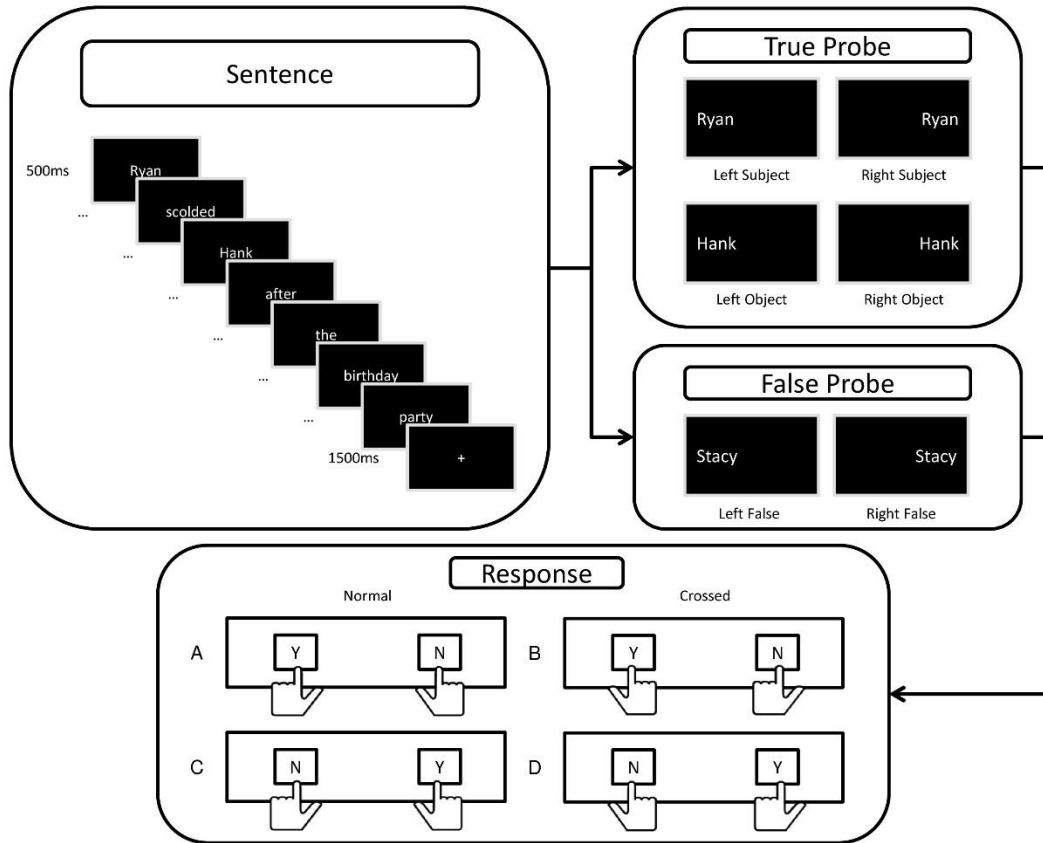 Sentence
500ms
Ryan
...
scolded
...
Hank
...
after
...
the
...
birthday
...
party
1500ms
+
True Probe
Ryan Ryan
Left Subject Right Subject
Hank Hank
Left Object Right Object
False Probe
Stacy Stacy
Left False Right False
Response
Normal Crossed
A Y N B Y N
C N Y D N Y